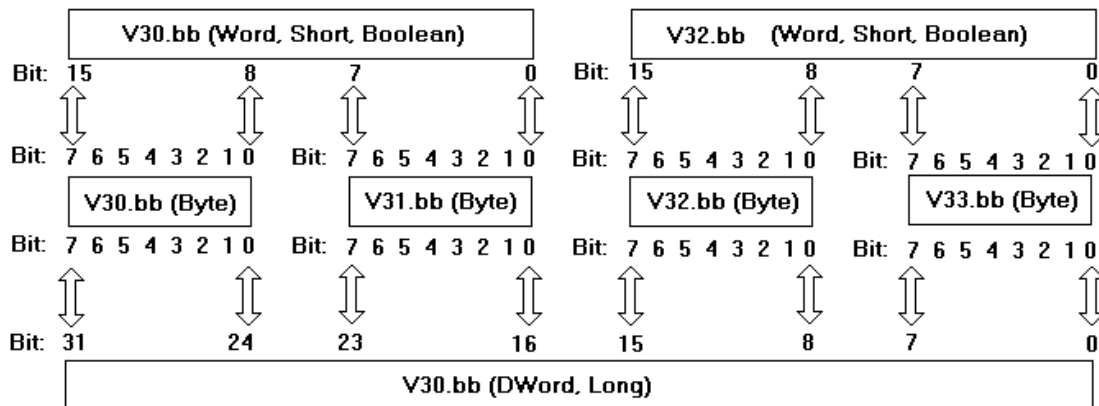 V30.bb (Word, Short, Boolean) V32.bb (Word, Short, Boolean)
Bit: 15 8 7 0 Bit: 15 8 7 0
Bit: 7 6 5 4 3 2 1 0 Bit: 7 6 5 4 3 2 1 0 Bit: 7 6 5 4 3 2 1 0 Bit: 7 6 5 4 3 2 1 0
V30.bb (Byte) V31.bb (Byte) V32.bb (Byte) V33.bb (Byte)
Bit: 7 6 5 4 3 2 1 0 Bit: 7 6 5 4 3 2 1 0 Bit: 7 6 5 4 3 2 1 0 Bit: 7 6 5 4 3 2 1 0
Bit: 31 24 23 16 15 8 7 0
V30.bb (DWord, Long)